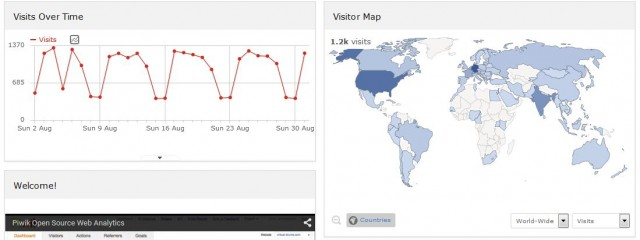 Visits Over Time
Visits
1370
685
0
Sun 2 Aug
Sun 9 Aug
Sun 16 Aug
Sun 23 Aug
Sun 30 Aug
Welcome!
Piwik Open Source Web Analytics
Dashboard
Visitors
Actions
Referrers
Goals
Visitor Map
1.2k visits
Countries
World-Wide
Visits